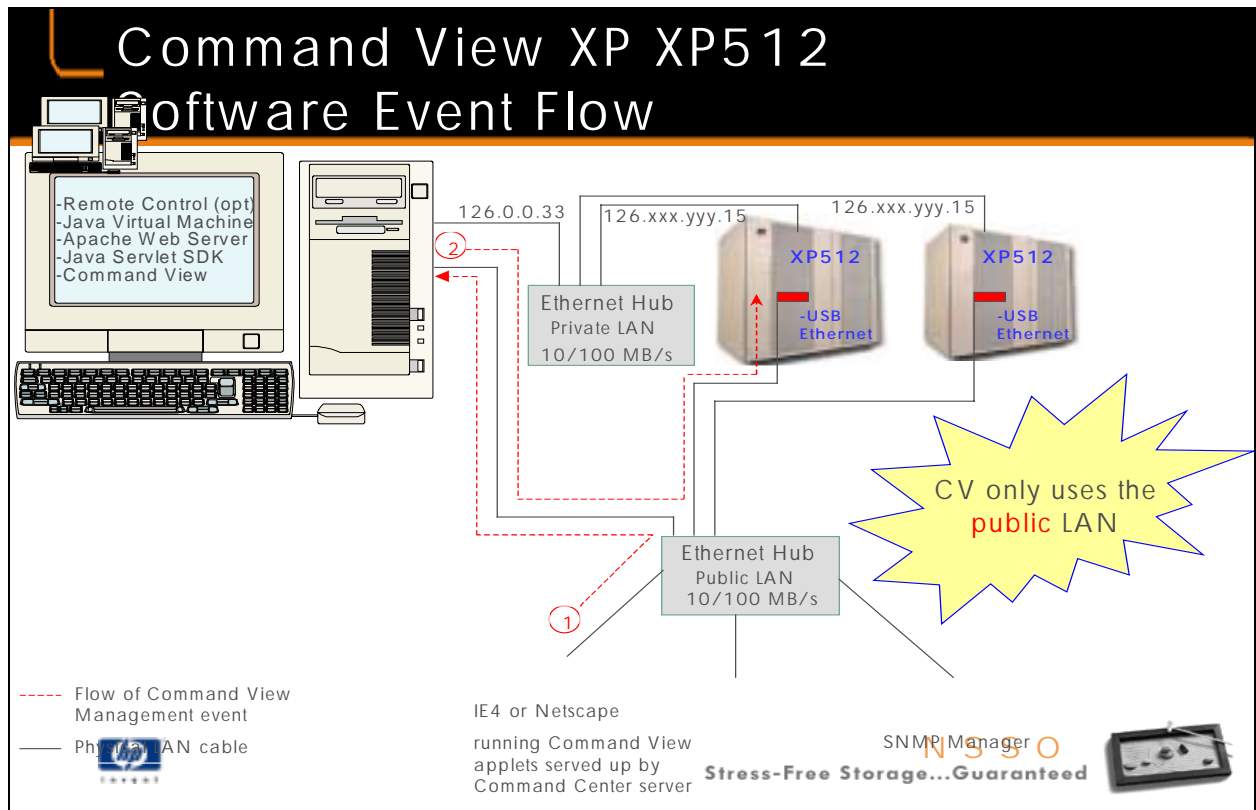 Command View XP XP512
Software Event Flow
-Remote Control (opt)
-Java Virtual Machine
-Apache Web Server
-Java Servlet SDK
-Command View
126.0.0.33
126.xxx.yyy.15
126.xxx.yyy.15
2
Ethernet Hub
Private LAN
10/100 MB/s
XP512
-USB
Ethernet
XP512
-USB
Ethernet
CV only uses the
public LAN
Ethernet Hub
Public LAN
10/100 MB/s
1
Flow of Command View
Management event
Physical LAN cable
IE4 or Netscape
running Command View
applets served up by
Command Center server
SNMP Manager
NSSO
Stress-Free Storage...Guaranteed
hp
invent